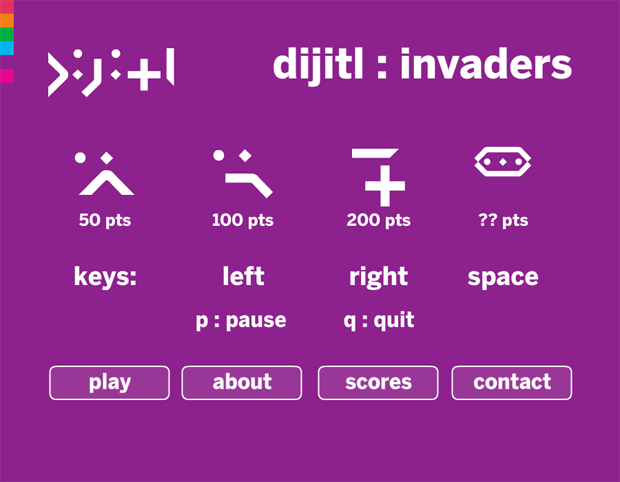 dijitl : invaders
50 pts 100 pts 200 pts ?? pts
keys: left right space
p : pause q : quit
play about scores contact